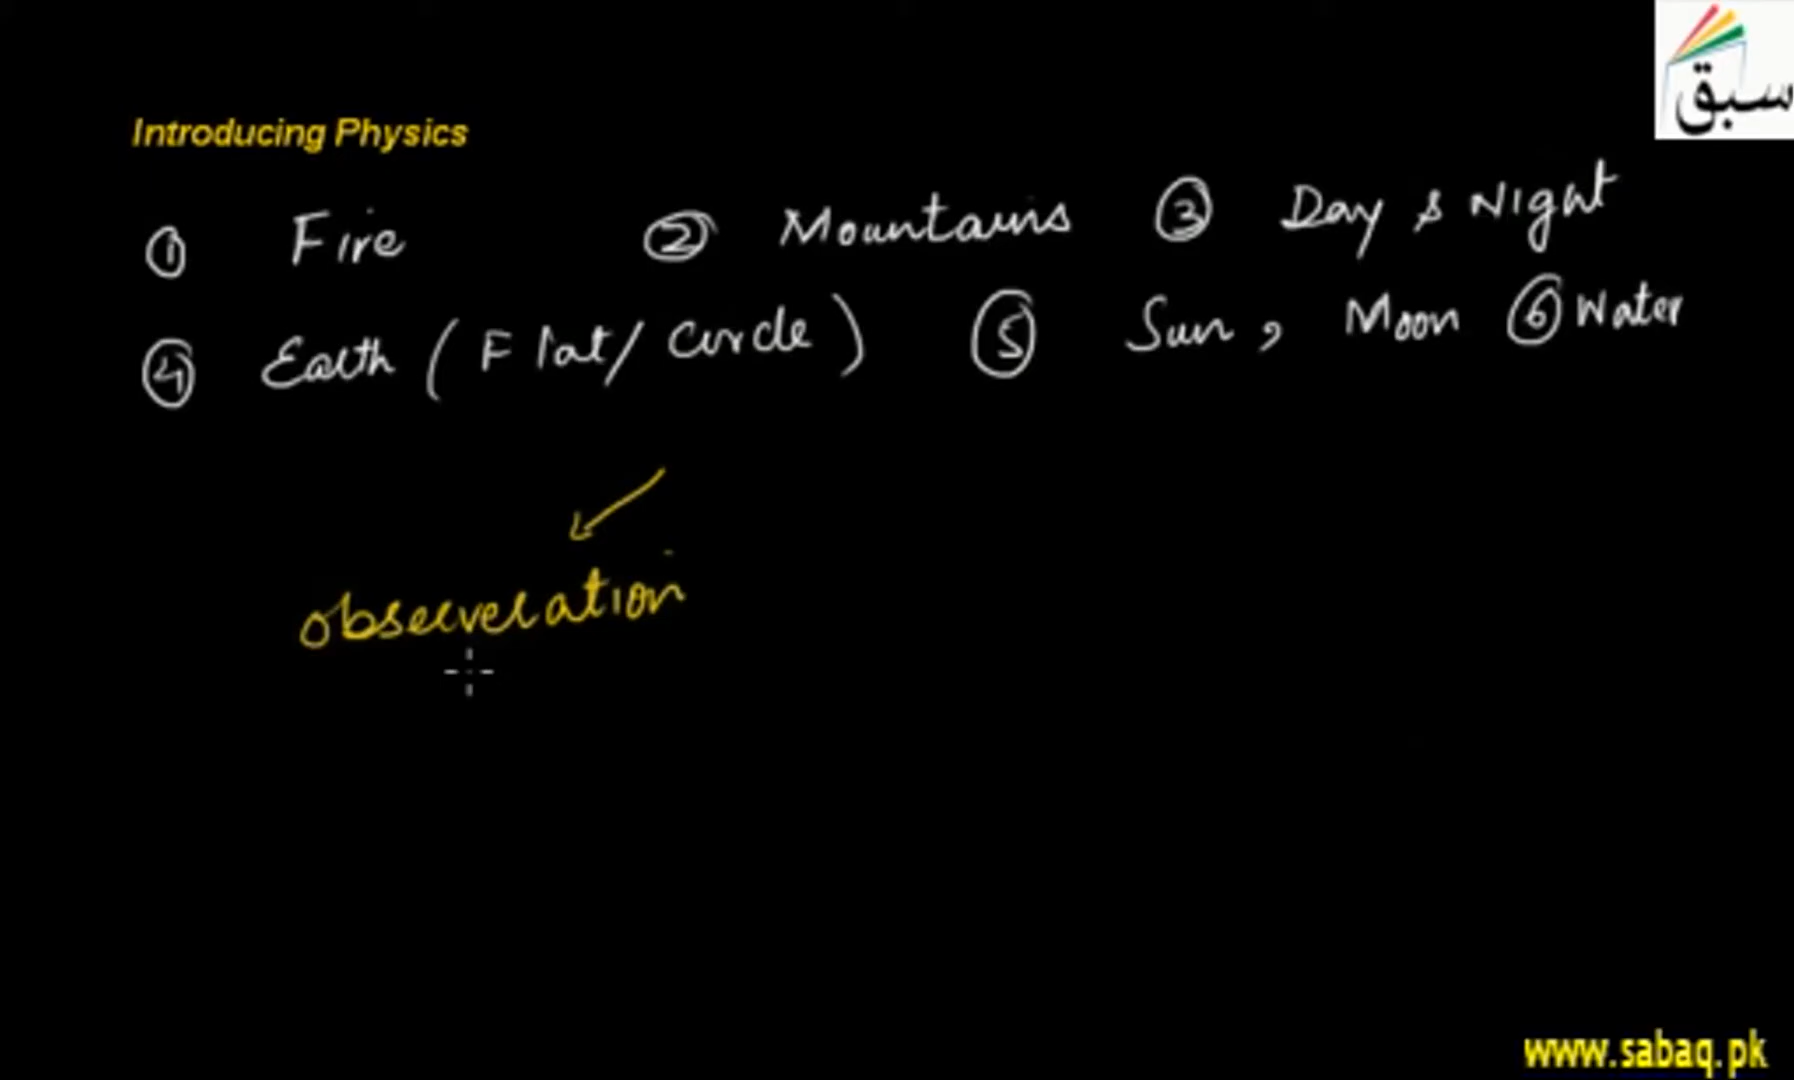 سبق
Introducing Physics
① Fire ② Mountains ③ Day & Night
④ Earth (Flat/circle) ⑤ Sun, Moon ⑥ Water
observeration
www.sabaq.pk